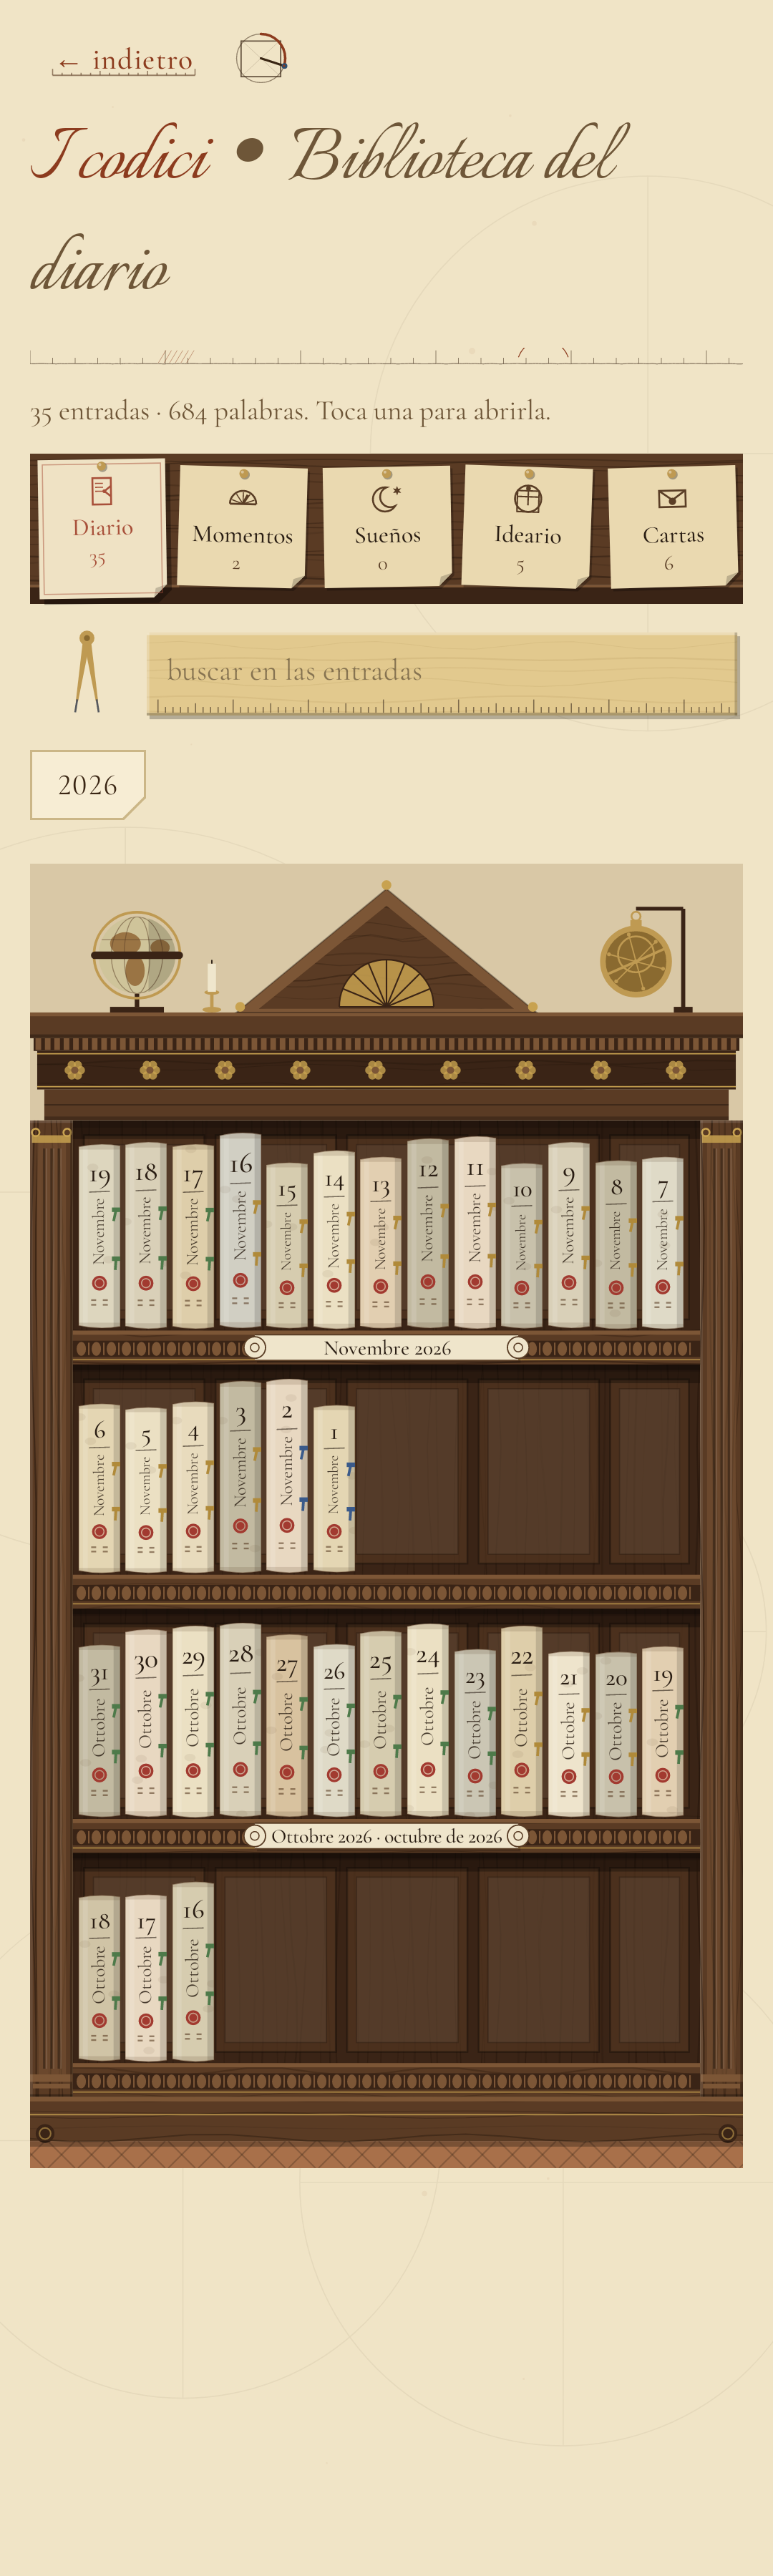 ← indietro
I codici • Biblioteca del
diario
35 entradas · 684 palabras. Toca una para abrirla.
Diario
35
Momentos
2
Sueños
0
Ideario
5
Cartas
6
buscar en las entradas
2026
19 Novembre
18 Novembre
17 Novembre
16 Novembre
15 Novembre
14 Novembre
13 Novembre
12 Novembre
11 Novembre
10 Novembre
9 Novembre
8 Novembre
7 Novembre
Novembre 2026
6 Novembre
5 Novembre
4 Novembre
3 Novembre
2 Novembre
1 Novembre
31 Ottobre
30 Ottobre
29 Ottobre
28 Ottobre
27 Ottobre
26 Ottobre
25 Ottobre
24 Ottobre
23 Ottobre
22 Ottobre
21 Ottobre
20 Ottobre
19 Ottobre
Ottobre 2026 · octubre de 2026
18 Ottobre
17 Ottobre
16 Ottobre